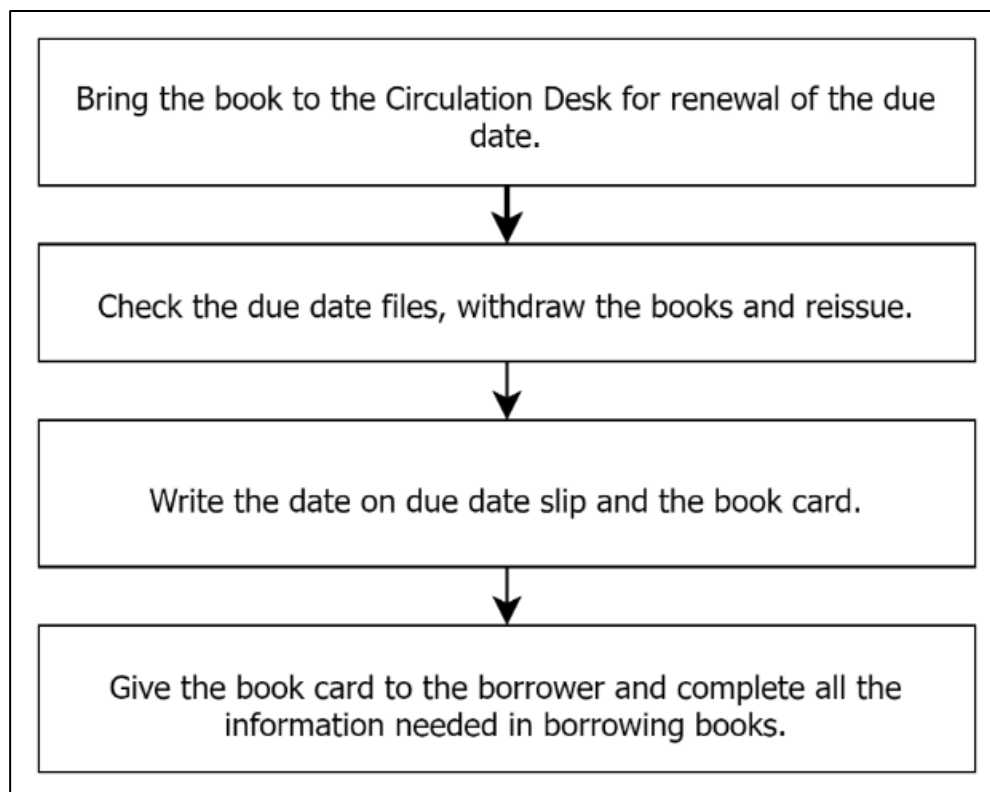 Bring the book to the Circulation Desk for renewal of the due
date.
Check the due date files, withdraw the books and reissue.
Write the date on due date slip and the book card.
Give the book card to the borrower and complete all the
information needed in borrowing books.